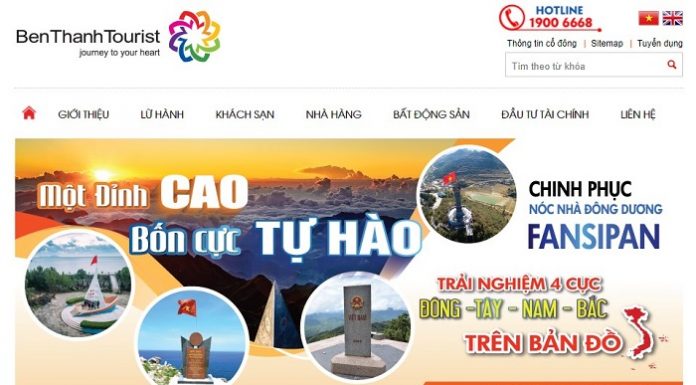 BenThanhTourist
journey to your heart
HOTLINE
1900 6668
Thông tin cổ đông | Sitemap | Tuyển dụng
Tìm theo từ khóa
GIỚI THIỆU LỮ HÀNH KHÁCH SẠN NHÀ HÀNG BẤT ĐỘNG SẢN ĐẦU TƯ TÀI CHÍNH LIÊN HỆ
Một Đỉnh CAO
Bốn cực TỰ HÀO
CHINH PHỤC
NÓC NHÀ ĐÔNG DƯƠNG
FANSIPAN
TRẢI NGHIỆM 4 CỰC
ĐÔNG -TÂY - NAM - BẮC
TRÊN BẢN ĐỒ
VIỆT NAM